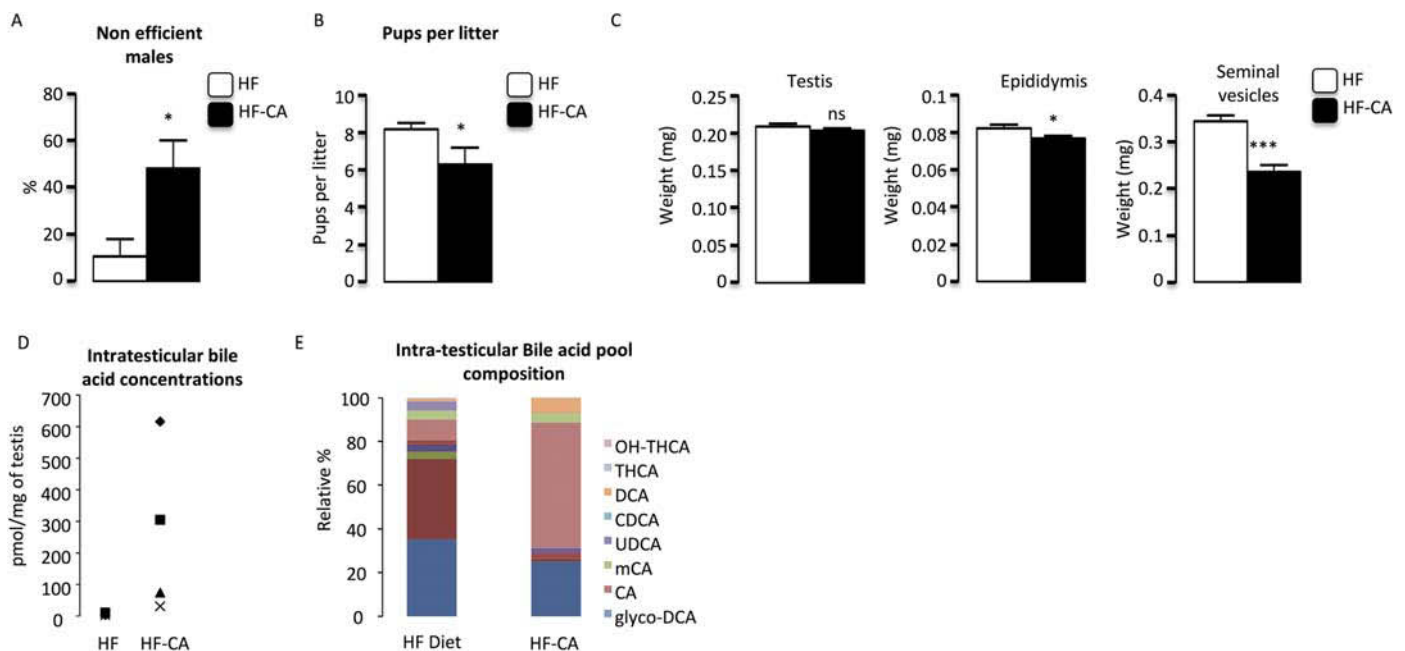 A
Non efficient
males
HF
HF-CA
80
60
40
20
0
%
*
B
Pups per litter
HF
HF-CA
10
8
6
4
2
0
Pups per litter
*
C
Testis
0.25
0.20
0.15
0.10
0.05
0
Weight (mg)
ns
Epididymis
0.1
0.08
0.06
0.04
0.02
0
Weight (mg)
*
Seminal
vesicles
HF
HF-CA
0.4
0.3
0.2
0.1
0
Weight (mg)
***
D
Intratesticular bile
acid concentrations
700
600
500
400
300
200
100
0
pmol/mg of testis
HF
HF-CA
E
Intra-testicular Bile acid pool
composition
100
80
60
40
20
0
Relative %
HF Diet
HF-CA
OH-THCA
THCA
DCA
CDCA
UDCA
mCA
CA
glyco-DCA